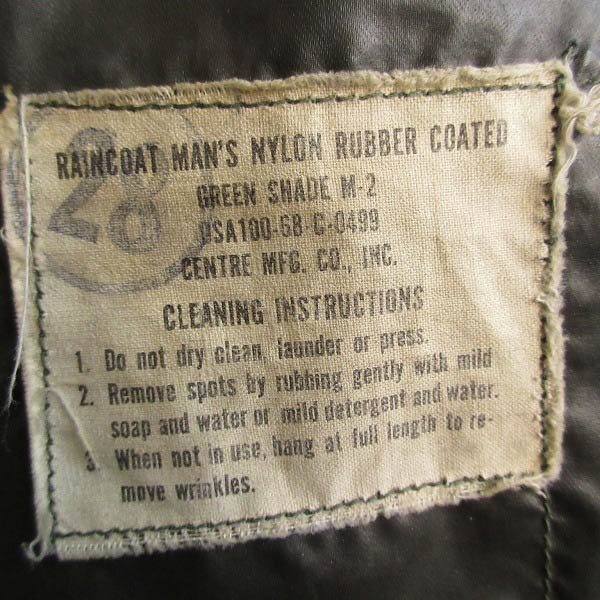 RAINCOAT MAN'S NYLON RUBBER COATED
GREEN SHADE M-2
DSA100-68-C-0499
CENTRE MFG. CO., INC.
CLEANING INSTRUCTIONS
1. Do not dry clean, launder or press.
2. Remove spots by rubbing gently with mild
soap and water or mild detergent and water.
3. When not in use, hang at full length to re-
move wrinkles.